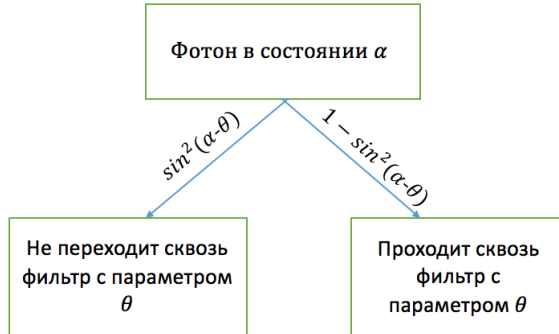 Фотон в состоянии α
sin²(α-θ)
1 − sin²(α-θ)
Не переходит сквозь
фильтр с параметром
θ
Проходит сквозь
фильтр с
параметром θ